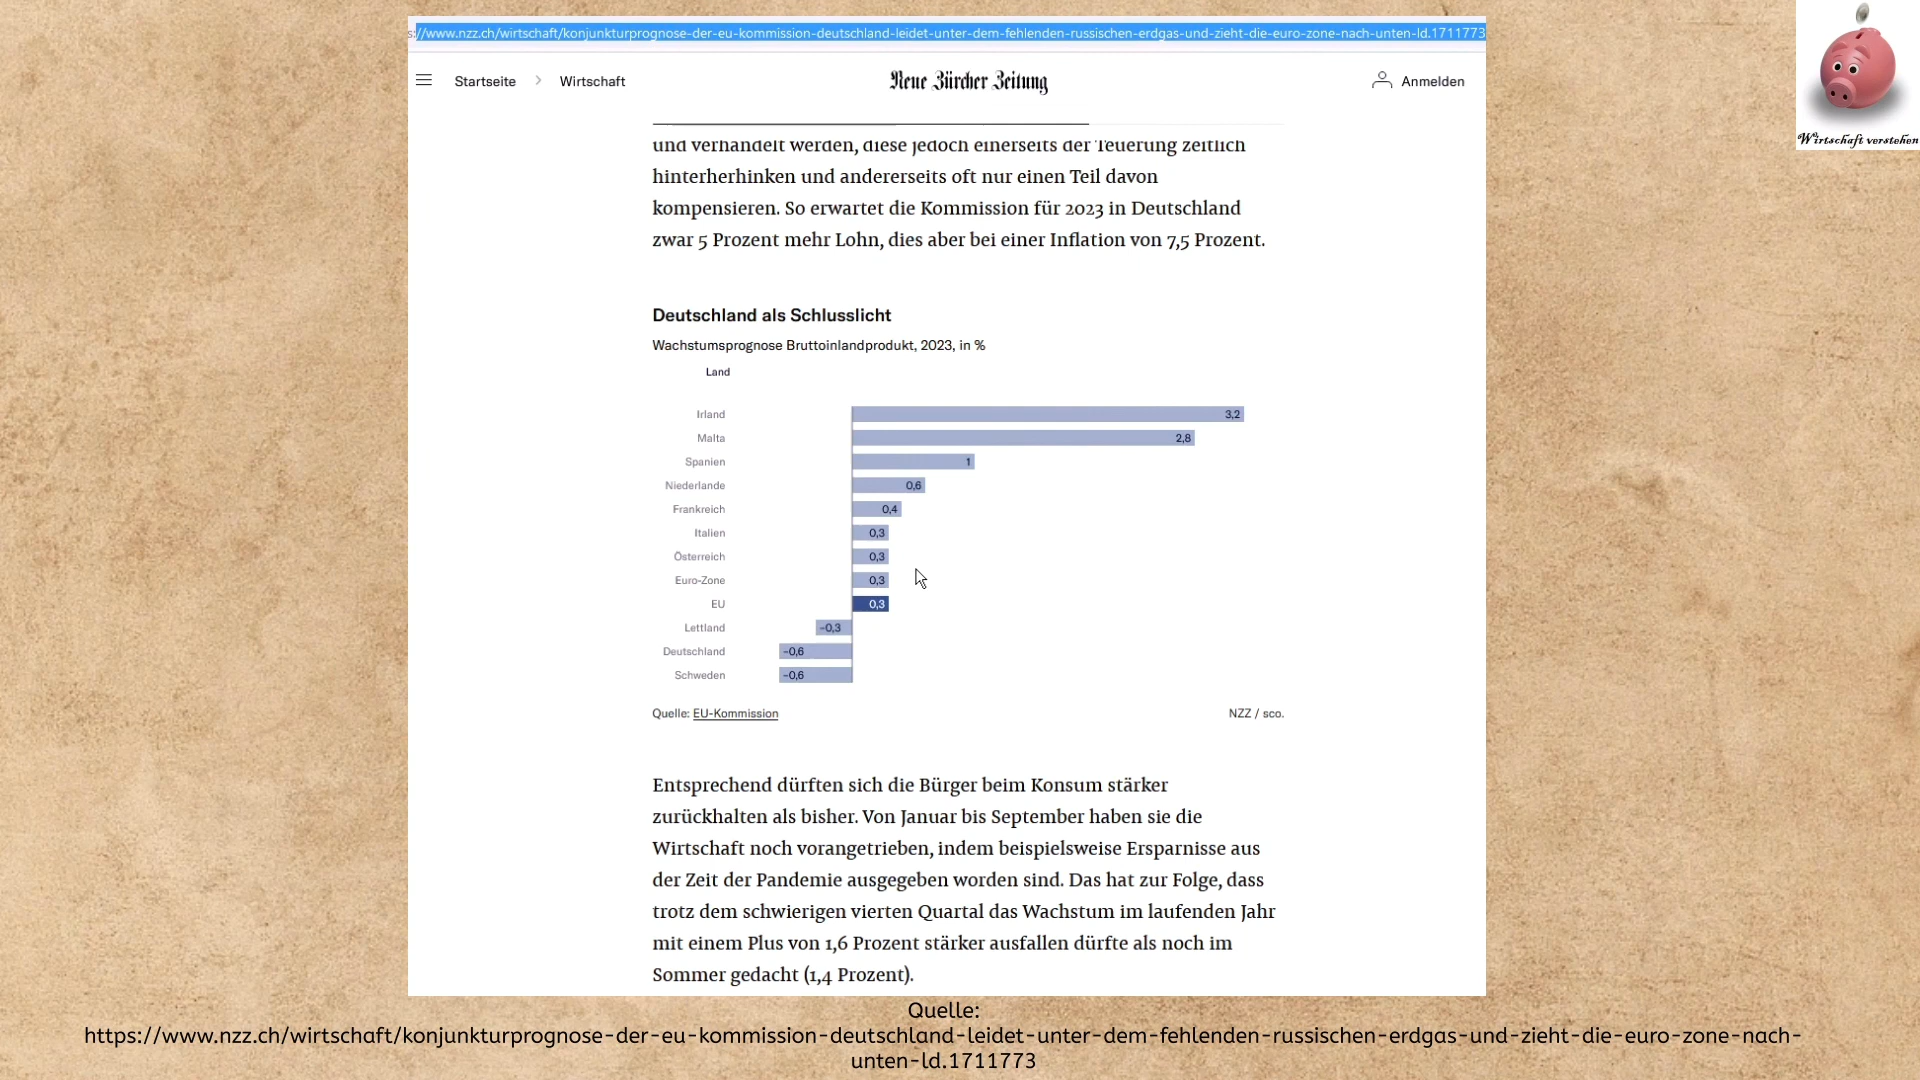 s://www.nzz.ch/wirtschaft/konjunkturprognose-der-eu-kommission-deutschland-leidet-unter-dem-fehlenden-russischen-erdgas-und-zieht-die-euro-zone-nach-unten-ld.1711773
Startseite > Wirtschaft
Neue Zürcher Zeitung
Anmelden
Wirtschaft verstehen
und verhandelt werden, diese jedoch einerseits der Teuerung zeitlich
hinterherhinken und andererseits oft nur einen Teil davon
kompensieren. So erwartet die Kommission für 2023 in Deutschland
zwar 5 Prozent mehr Lohn, dies aber bei einer Inflation von 7,5 Prozent.
Deutschland als Schlusslicht
Wachstumsprognose Bruttoinlandprodukt, 2023, in %
Land
Irland 3,2
Malta 2,8
Spanien 1
Niederlande 0,6
Frankreich 0,4
Italien 0,3
Österreich 0,3
Euro-Zone 0,3
EU 0,3
Lettland −0,3
Deutschland −0,6
Schweden −0,6
Quelle: EU-Kommission
NZZ / sco.
Entsprechend dürften sich die Bürger beim Konsum stärker
zurückhalten als bisher. Von Januar bis September haben sie die
Wirtschaft noch vorangetrieben, indem beispielsweise Ersparnisse aus
der Zeit der Pandemie ausgegeben worden sind. Das hat zur Folge, dass
trotz dem schwierigen vierten Quartal das Wachstum im laufenden Jahr
mit einem Plus von 1,6 Prozent stärker ausfallen dürfte als noch im
Sommer gedacht (1,4 Prozent).
Quelle:
https://www.nzz.ch/wirtschaft/konjunkturprognose-der-eu-kommission-deutschland-leidet-unter-dem-fehlenden-russischen-erdgas-und-zieht-die-euro-zone-nach-
unten-ld.1711773